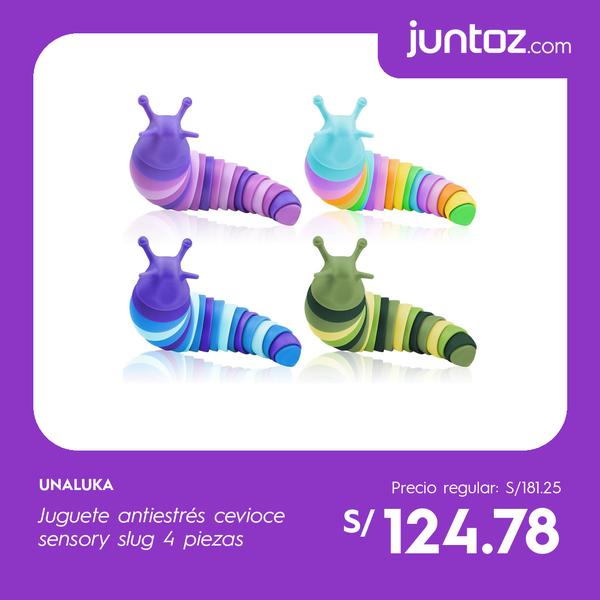 juntoz.com
UNALUKA
Juguete antiestrés cevioce
sensory slug 4 piezas
Precio regular: S/181.25
S/124.78